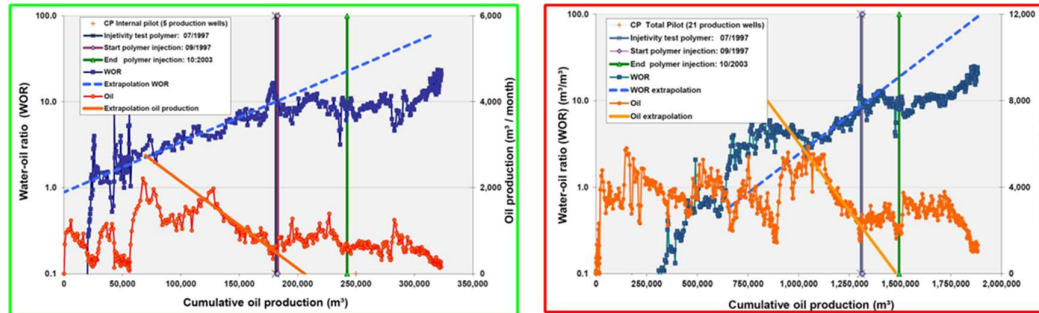 CP Internal pilot (5 production wells)
Injetivity test polymer: 07/1997
Start polymer injection: 09/1997
End polymer injection: 10:2003
WOR
Extrapolation WOR
Oil
Extrapolation oil production
100.0
10.0
1.0
0.1
Water-oil ratio (WOR)
6,000
4,000
2,000
0
Oil production (m³ / month)
0 50,000 100,000 150,000 200,000 250,000 300,000 350,000
Cumulative oil production (m³)
CP Total Pilot (21 production wells)
Injetivity test polymer: 07/1997
Start polymer injection: 09/1997
End polymer injection: 10/2003
WOR
WOR extrapolation
Oil
Oil extrapolation
100.0
10.0
1.0
0.1
Water-oil ratio (WOR) (m³/m³)
12,000
8,000
4,000
0
0 250,000 500,000 750,000 1,000,000 1,250,000 1,500,000 1,750,000 2,000,000
Cumulative oil production (m³)